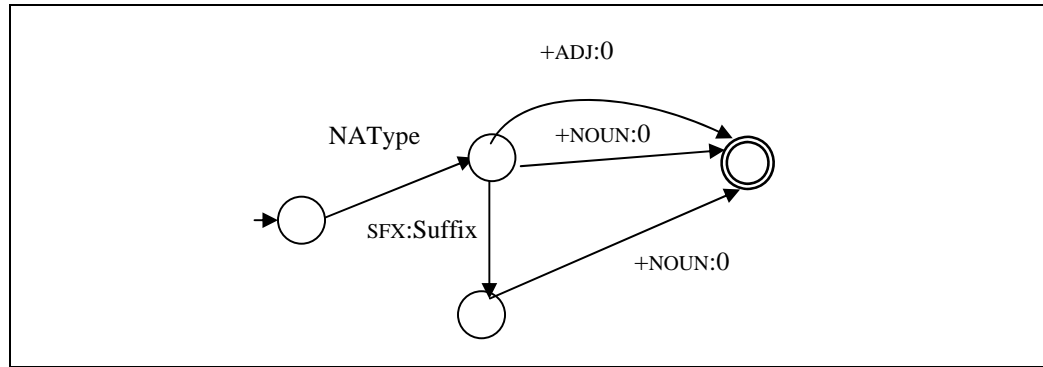 +ADJ:0
NAType
+NOUN:0
SFX:Suffix
+NOUN:0